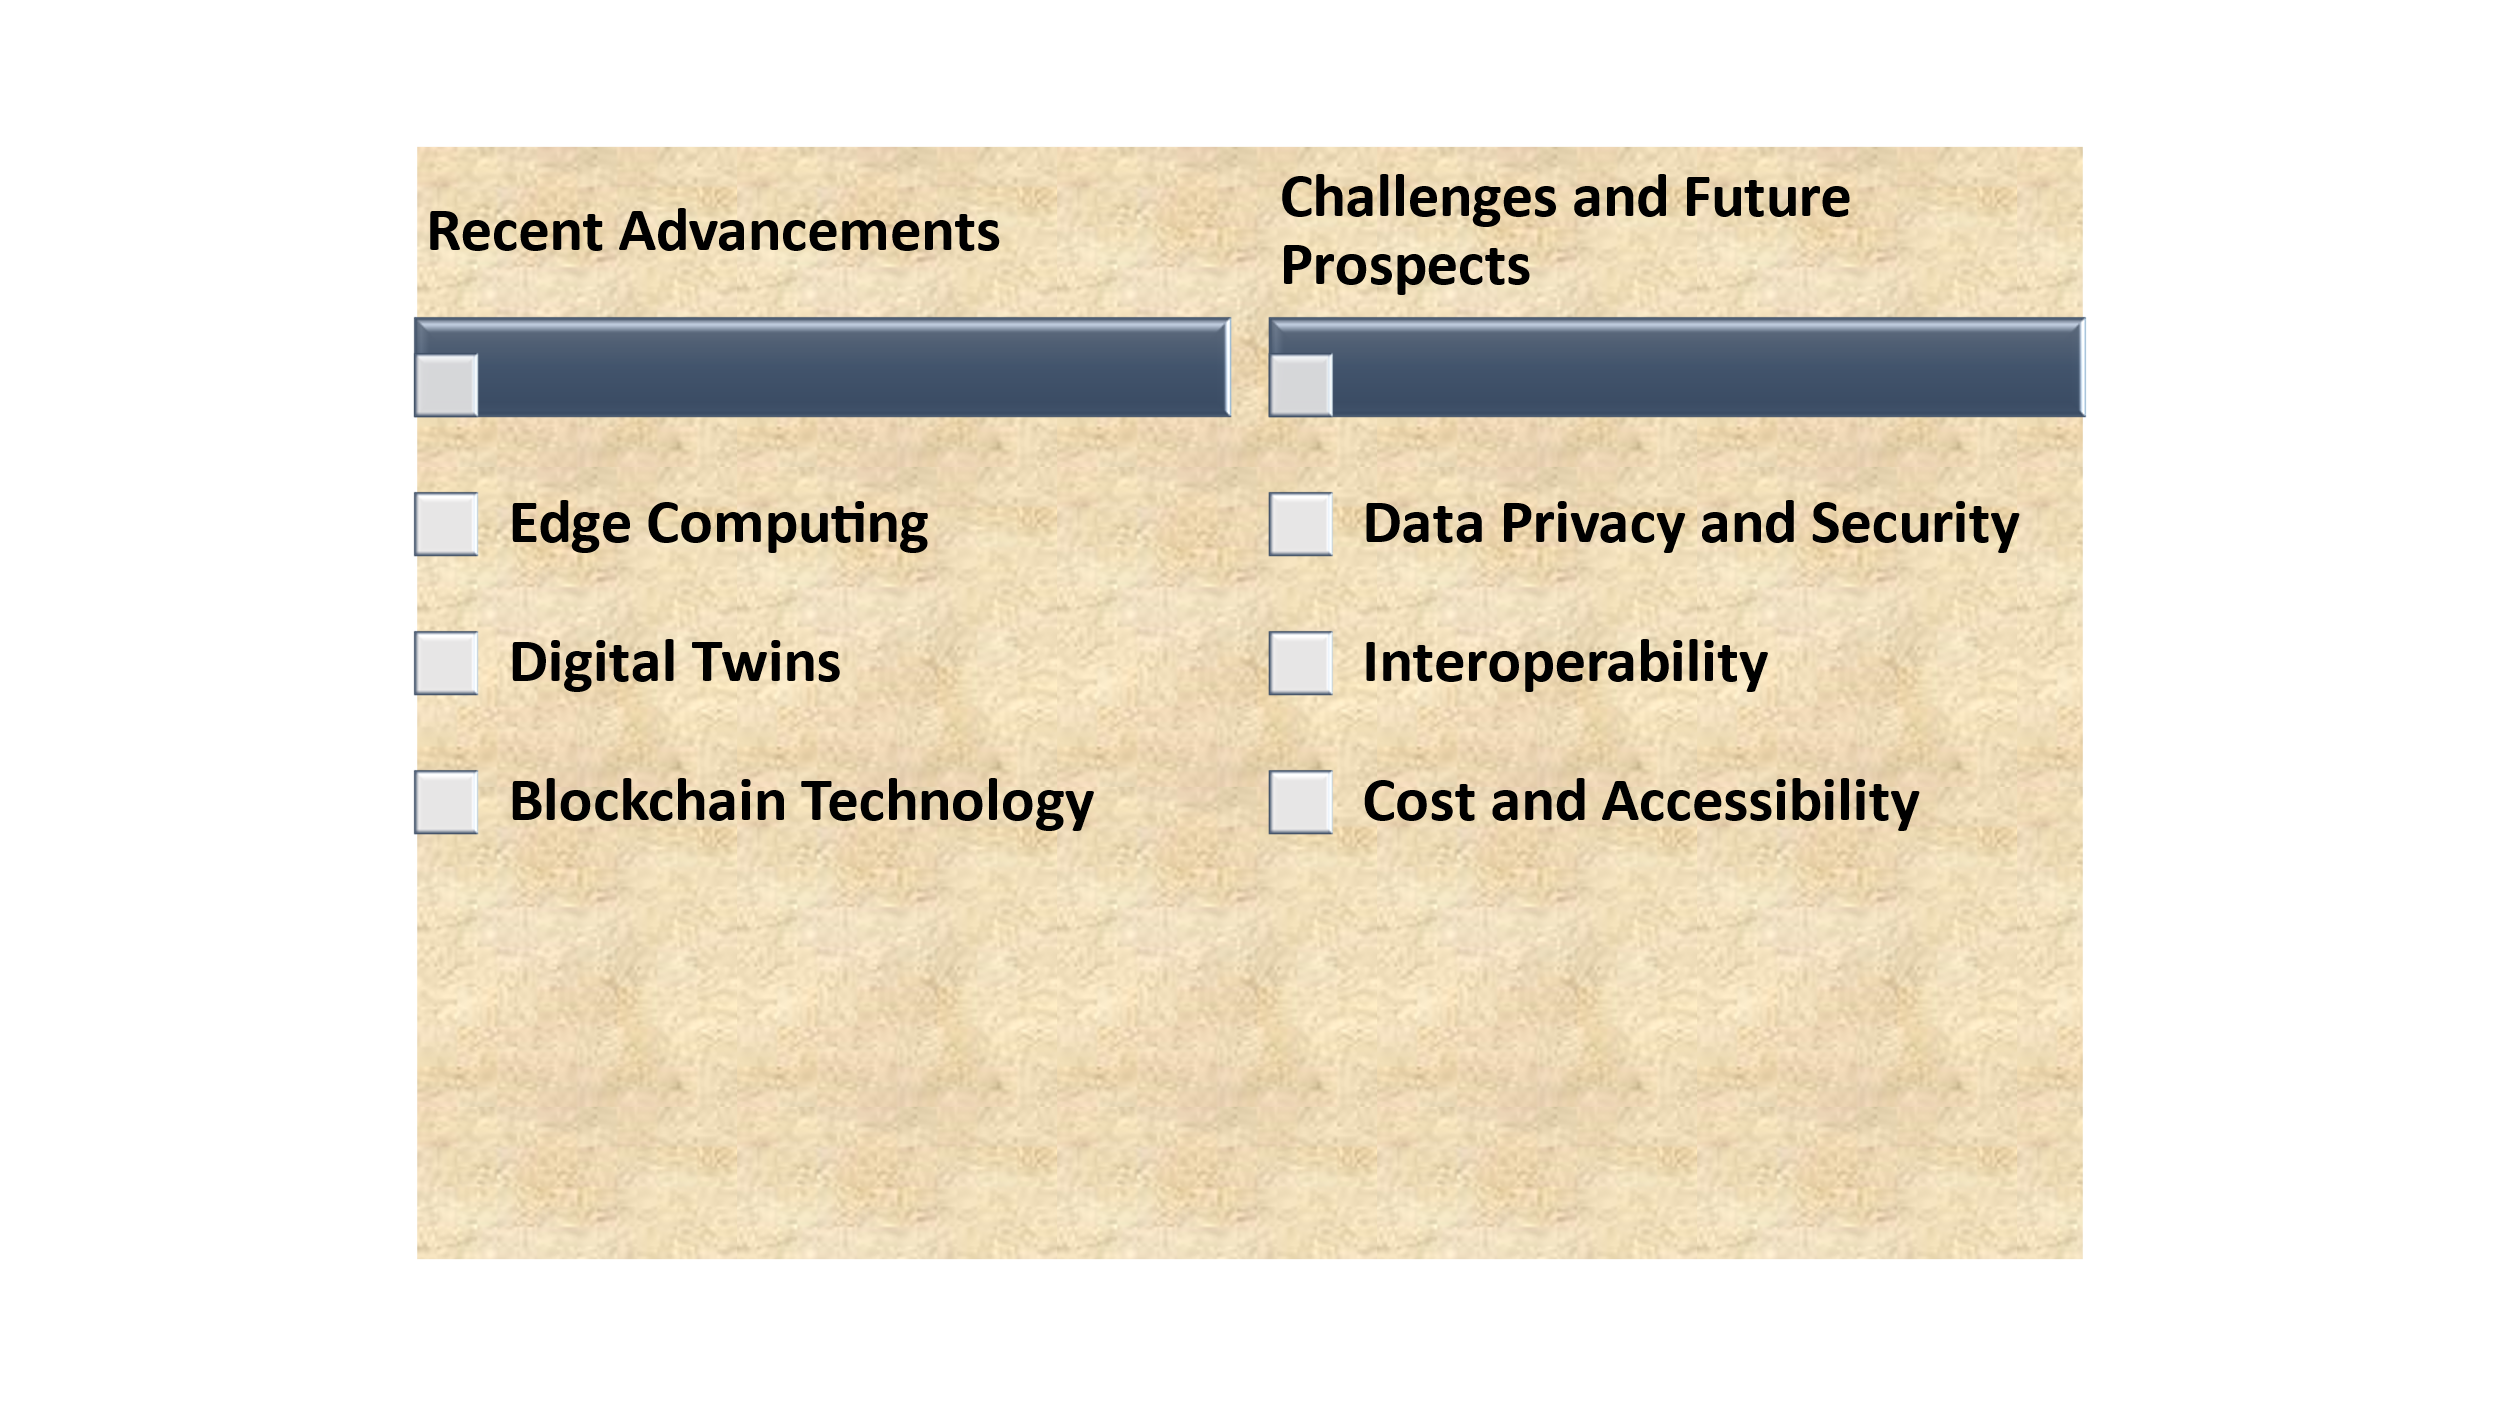 Recent Advancements
Edge Computing
Digital Twins
Blockchain Technology
Challenges and Future
Prospects
Data Privacy and Security
Interoperability
Cost and Accessibility